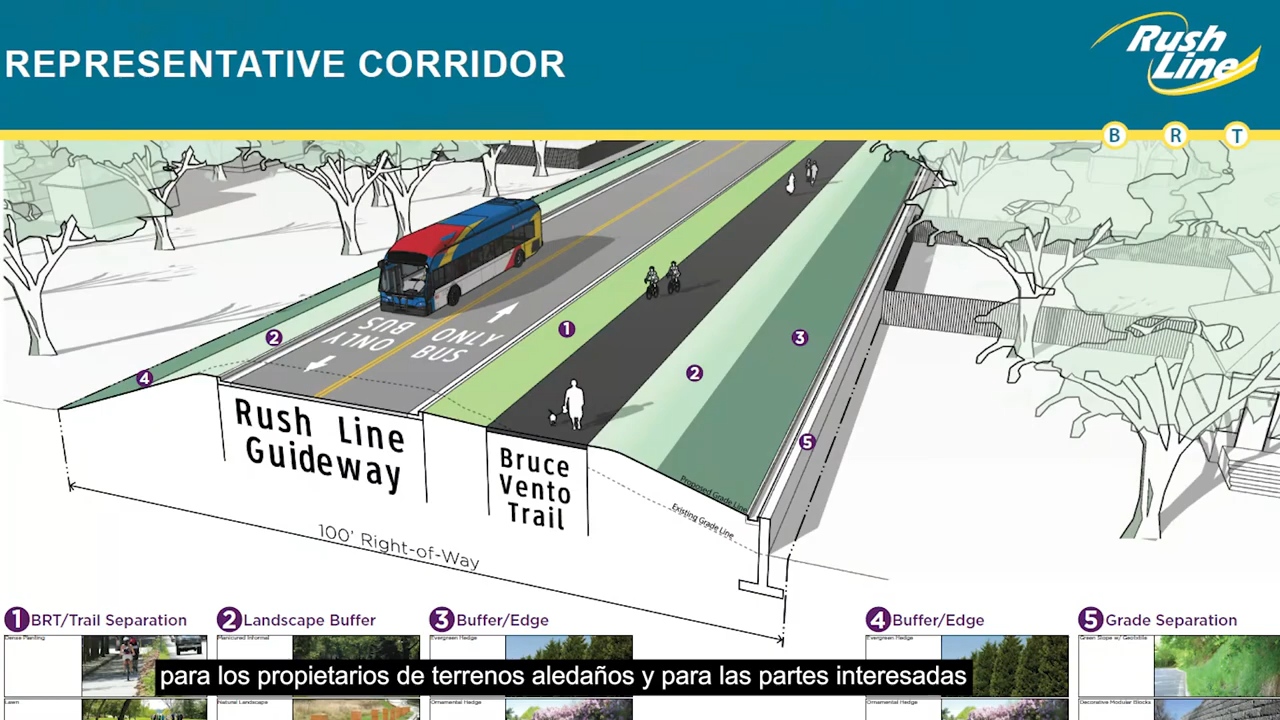 REPRESENTATIVE CORRIDOR
Rush
Line
B R T
ONLY
BUS
ONLY
BUS
1
2
2
3
4
5
Rush Line
Guideway
Bruce
Vento
Trail
Proposed Grade Line
Existing Grade Line
100' Right-of-Way
1 BRT/Trail Separation
2 Landscape Buffer
3 Buffer/Edge
4 Buffer/Edge
5 Grade Separation
Dense Planting
Manicured Informal
Evergreen Hedge
Evergreen Hedge
Green Slope w/ Geotextile
para los propietarios de terrenos aledaños y para las partes interesadas
Lawn
Natural Landscape
Ornamental Hedge
Ornamental Hedge
Decorative Modular Blocks